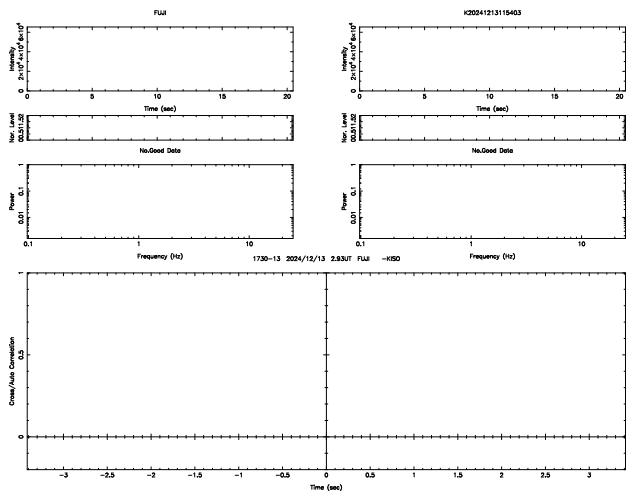 FUJI
K20241213115403
Intensity
0 2×10⁴ 4×10⁴ 6×10⁴
0 5 10 15 20
Time (sec)
Intensity
0 2×10⁴ 4×10⁴ 6×10⁴
0 5 10 15 20
Time (sec)
Nor. Level
00.511.52
Nor. Level
00.511.52
No.Good Data
No.Good Data
Power
0.01 0.1 1
0.1 1 10
Frequency (Hz)
Power
0.01 0.1 1
0.1 1 10
Frequency (Hz)
1730-13 2024/12/13 2.93UT FUJI -KISO
Cross/Auto Correlation
0 0.5 1
-3 -2.5 -2 -1.5 -1 -0.5 0 0.5 1 1.5 2 2.5 3
Time (sec)